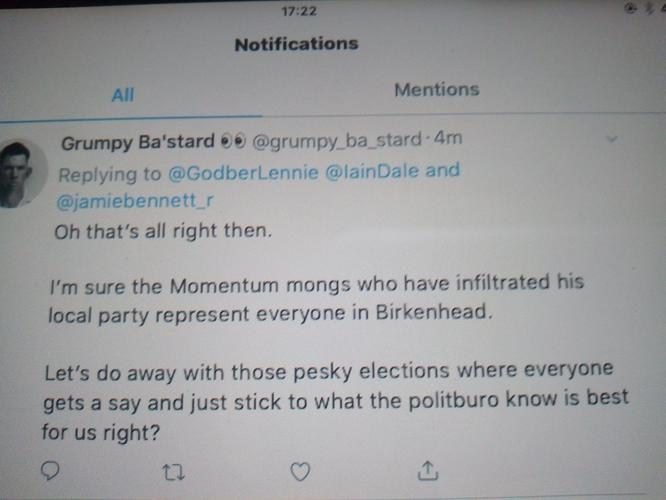 17:22
Notifications
All
Mentions
Grumpy Ba'stard 👀 @grumpy_ba_stard · 4m
Replying to @GodberLennie @IainDale and
@jamiebennett_r
Oh that's all right then.
I'm sure the Momentum mongs who have infiltrated his
local party represent everyone in Birkenhead.
Let's do away with those pesky elections where everyone
gets a say and just stick to what the politburo know is best
for us right?